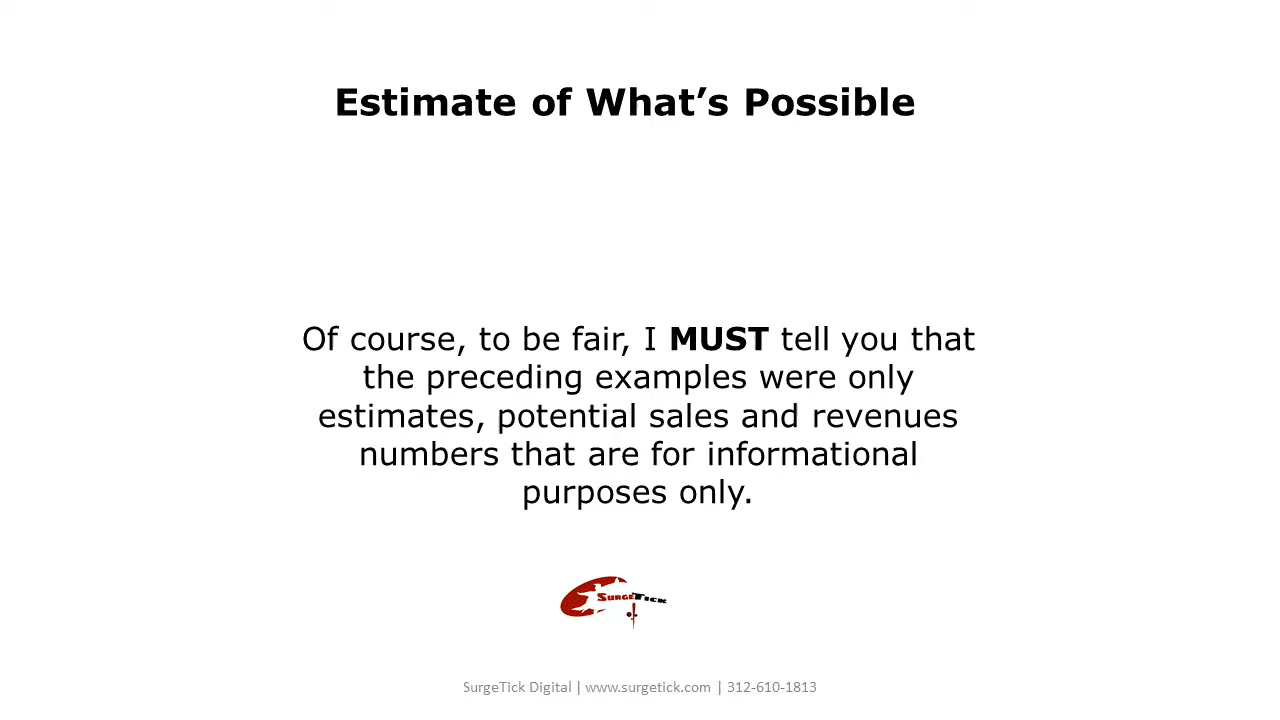 Estimate of What’s Possible
Of course, to be fair, I MUST tell you that
the preceding examples were only
estimates, potential sales and revenues
numbers that are for informational
purposes only.
SurgeTick
SurgeTick Digital | www.surgetick.com | 312-610-1813